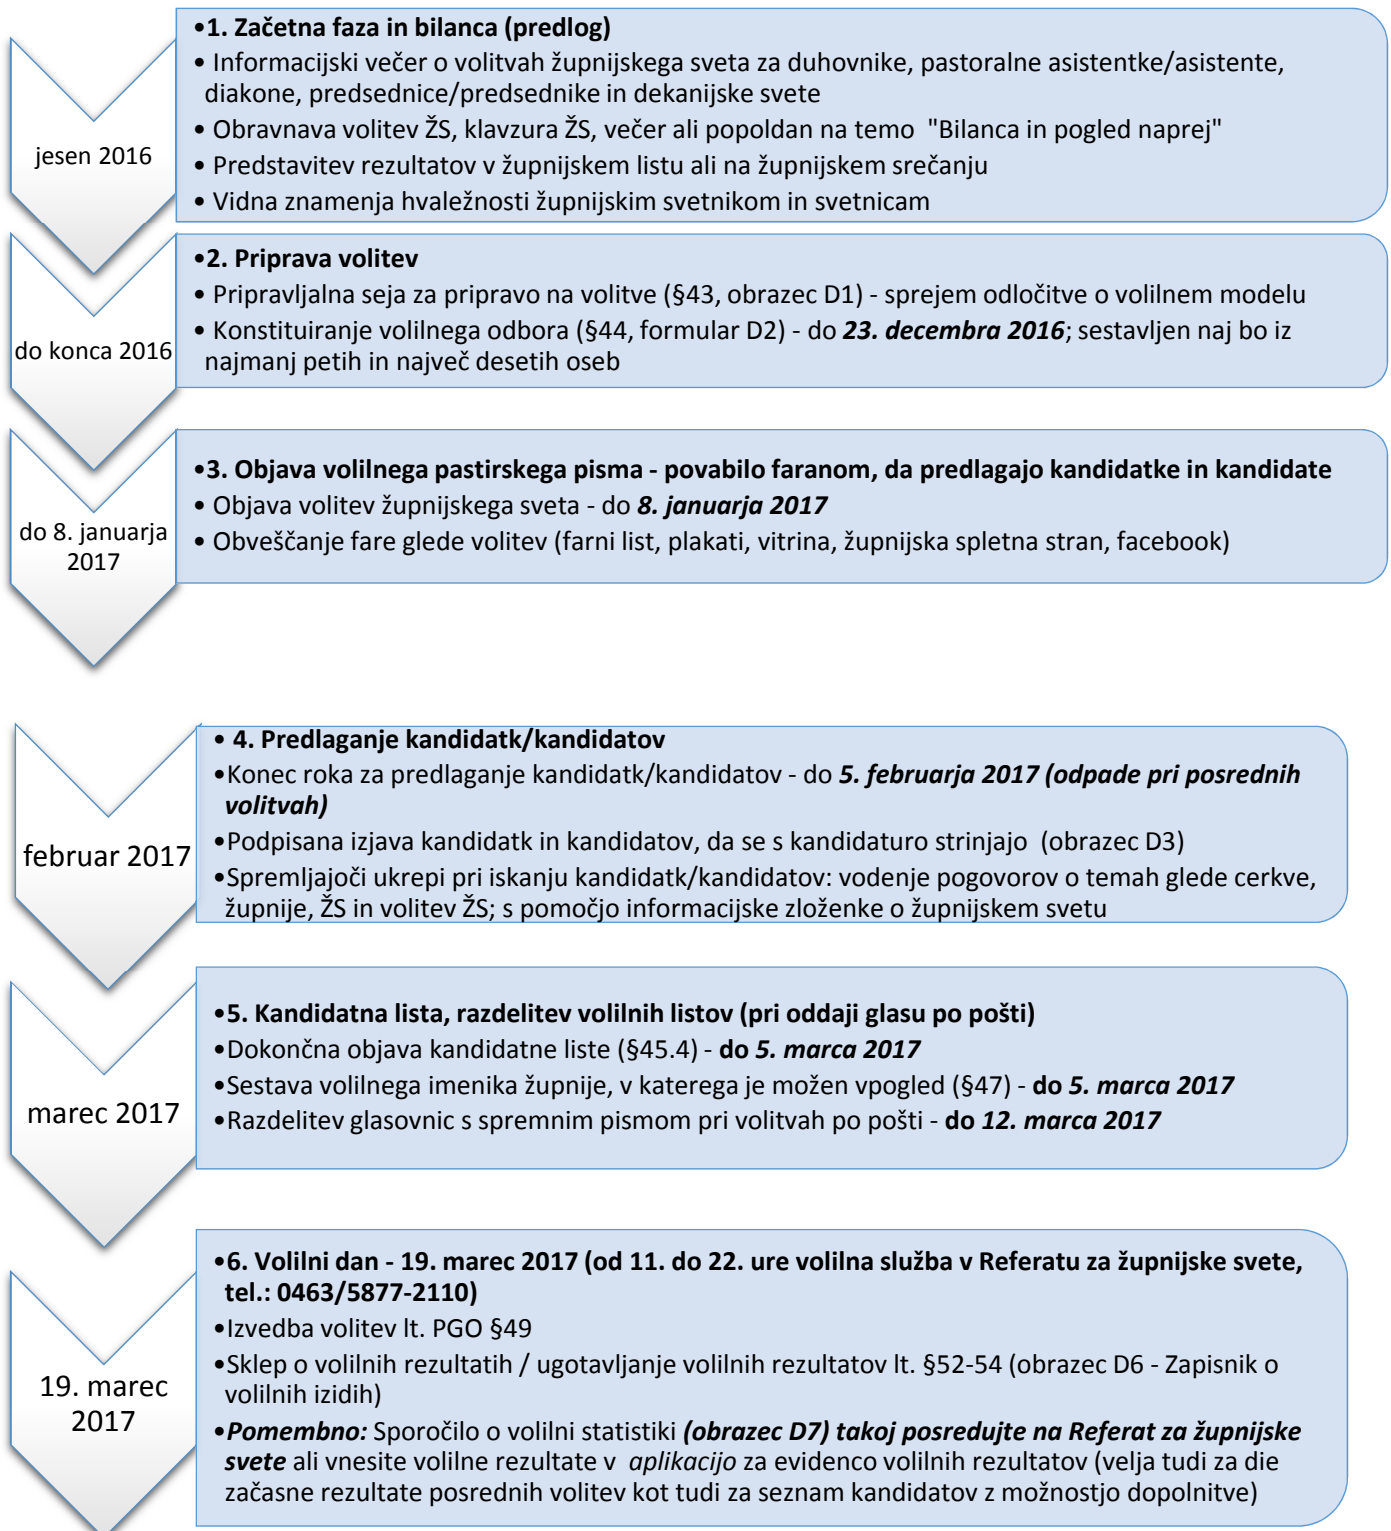 jesen 2016
•1. Začetna faza in bilanca (predlog)
• Informacijski večer o volitvah župnijskega sveta za duhovnike, pastoralne asistentke/asistente,
diakone, predsednice/predsednike in dekanijske svete
• Obravnava volitev ŽS, klavzura ŽS, večer ali popoldan na temo "Bilanca in pogled naprej"
• Predstavitev rezultatov v župnijskem listu ali na župnijskem srečanju
• Vidna znamenja hvaležnosti župnijskim svetnikom in svetnicam
do konca 2016
•2. Priprava volitev
• Pripravljalna seja za pripravo na volitve (§43, obrazec D1) - sprejem odločitve o volilnem modelu
• Konstituiranje volilnega odbora (§44, formular D2) - do 23. decembra 2016; sestavljen naj bo iz
najmanj petih in največ desetih oseb
do 8. januarja
2017
•3. Objava volilnega pastirskega pisma - povabilo faranom, da predlagajo kandidatke in kandidate
• Objava volitev župnijskega sveta - do 8. januarja 2017
• Obveščanje fare glede volitev (farni list, plakati, vitrina, župnijska spletna stran, facebook)
februar 2017
• 4. Predlaganje kandidatk/kandidatov
•Konec roka za predlaganje kandidatk/kandidatov - do 5. februarja 2017 (odpade pri posrednih
volitvah)
•Podpisana izjava kandidatk in kandidatov, da se s kandidaturo strinjajo (obrazec D3)
•Spremljajoči ukrepi pri iskanju kandidatk/kandidatov: vodenje pogovorov o temah glede cerkve,
župnije, ŽS in volitev ŽS; s pomočjo informacijske zloženke o župnijskem svetu
marec 2017
•5. Kandidatna lista, razdelitev volilnih listov (pri oddaji glasu po pošti)
•Dokončna objava kandidatne liste (§45.4) - do 5. marca 2017
•Sestava volilnega imenika župnije, v katerega je možen vpogled (§47) - do 5. marca 2017
•Razdelitev glasovnic s spremnim pismom pri volitvah po pošti - do 12. marca 2017
19. marec
2017
•6. Volilni dan - 19. marec 2017 (od 11. do 22. ure volilna služba v Referatu za župnijske svete,
tel.: 0463/5877-2110)
•Izvedba volitev lt. PGO §49
•Sklep o volilnih rezultatih / ugotavljanje volilnih rezultatov lt. §52-54 (obrazec D6 - Zapisnik o
volilnih izidih)
•Pomembno: Sporočilo o volilni statistiki (obrazec D7) takoj posredujte na Referat za župnijske
svete ali vnesite volilne rezultate v aplikacijo za evidenco volilnih rezultatov (velja tudi za die
začasne rezultate posrednih volitev kot tudi za seznam kandidatov z možnostjo dopolnitve)